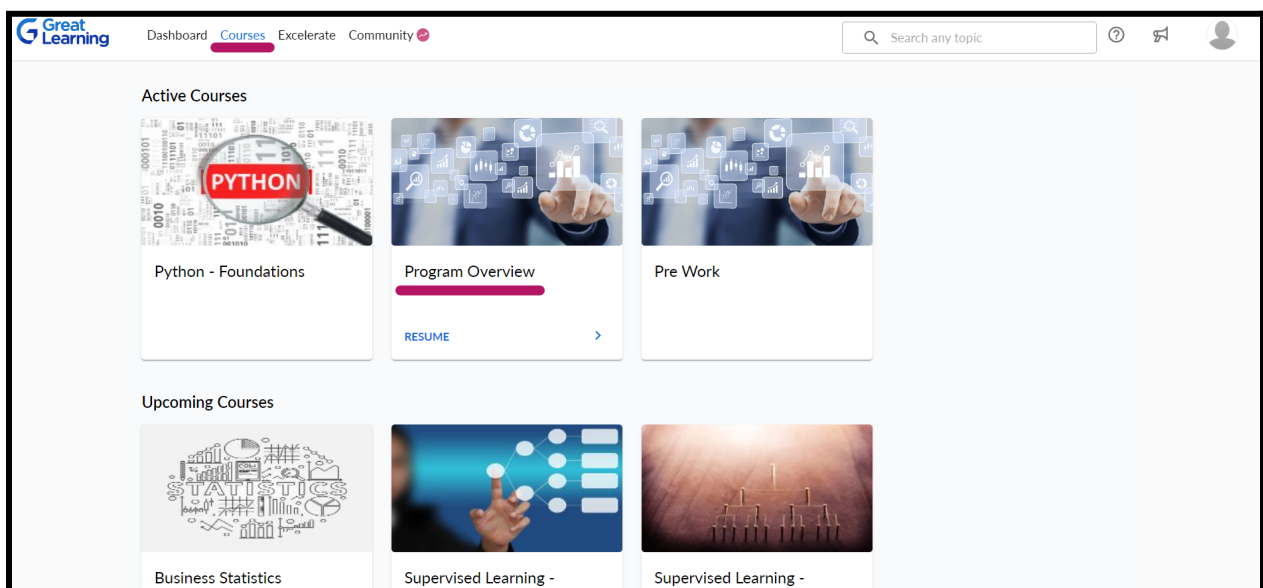 Great
Learning
Dashboard Courses Excelerate Community
Search any topic
Active Courses
PYTHON
Python - Foundations
Program Overview
Pre Work
RESUME
Upcoming Courses
STATISTICS
Business Statistics
Supervised Learning -
Supervised Learning -